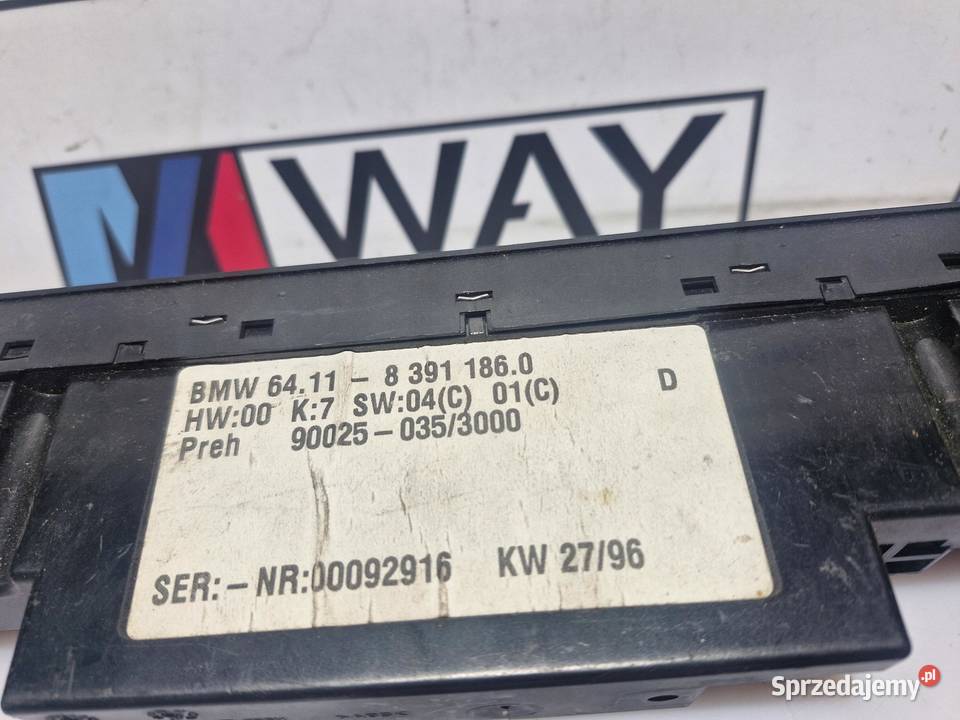 WAY
BMW 64.11 – 8 391 186.0
HW:00 K:7 SW:04(C) 01(C) D
Preh 90025–035/3000
SER:–NR:00092916 KW 27/96
Sprzedajemy.pl